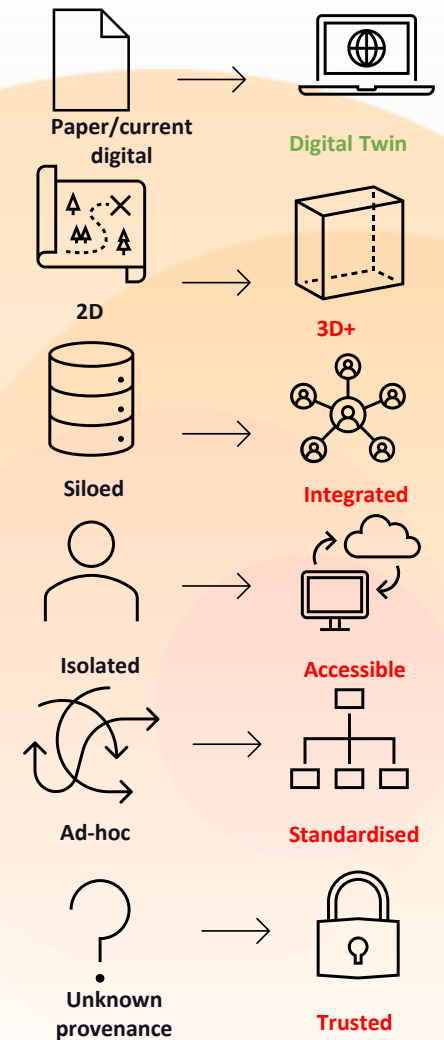 Paper/current
digital
Digital Twin
2D
3D+
Siloed
Integrated
Isolated
Accessible
Ad-hoc
Standardised
Unknown
provenance
Trusted